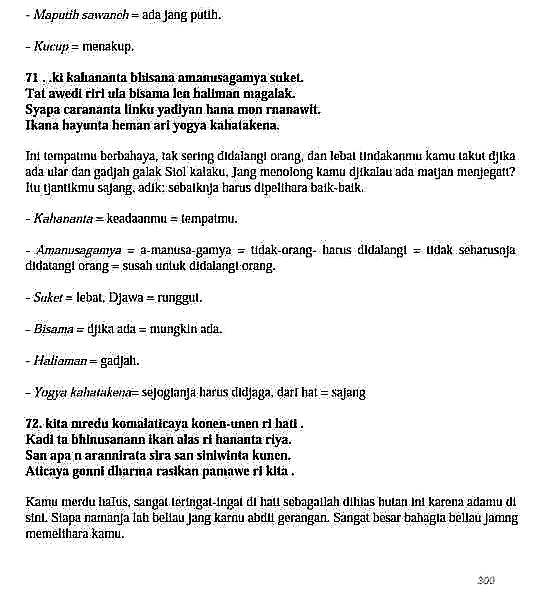 - Maputih sawaneh = ada jang putih.
- Kucup = menakup.
71 . .ki kahananta bhisana amanusagamya suket.
Tat awedi riri ula bisama len haliman magalak.
Syapa carananta linku yadiyan hana mon rnanawit.
Ikana hayunta heman ari yogya kahatakena.
Ini tempatmu berbahaya, tak sering didalangi orang, dan lebat tindakanmu kamu takut djika
ada ular dan gadjah galak Siol kalaku, Jang menolong kamu djikalau ada matjan menjegatt?
Itu tjantikmu sajang, adik; sebaiknja harus dipelihara baik-baik.
- Kahananta = keadaanmu = tempatmu.
- Amanusagamya = a-manusa-gamya = tidak-orang- harus didalangi = tidak seharusnja
didatangi orang = susah untuk didalangi orang.
- Suket = lebat, Djawa = runggut.
- Bisama = djika ada = mungkin ada.
- Haliaman = gadjah.
- Yogya kahatakena= sejogianja harus didjaga, dari hat = sajang
72. kita mredu komalaticaya konen-unen ri hati .
Kadi ta bhinusanann ikan alas ri hananta riya.
San apa n arannirata sira san siniwinta kunen.
Aticaya gonni dharma rasikan pamawe ri kita .
Kamu merdu halus, sangat teringat-ingat di hati sebagailah dihias hutan ini karena adamu di
sini. Siapa namanja lah beliau jang kamu abdii gerangan. Sangat besar bahagia beliau jamng
memelihara kamu.
300